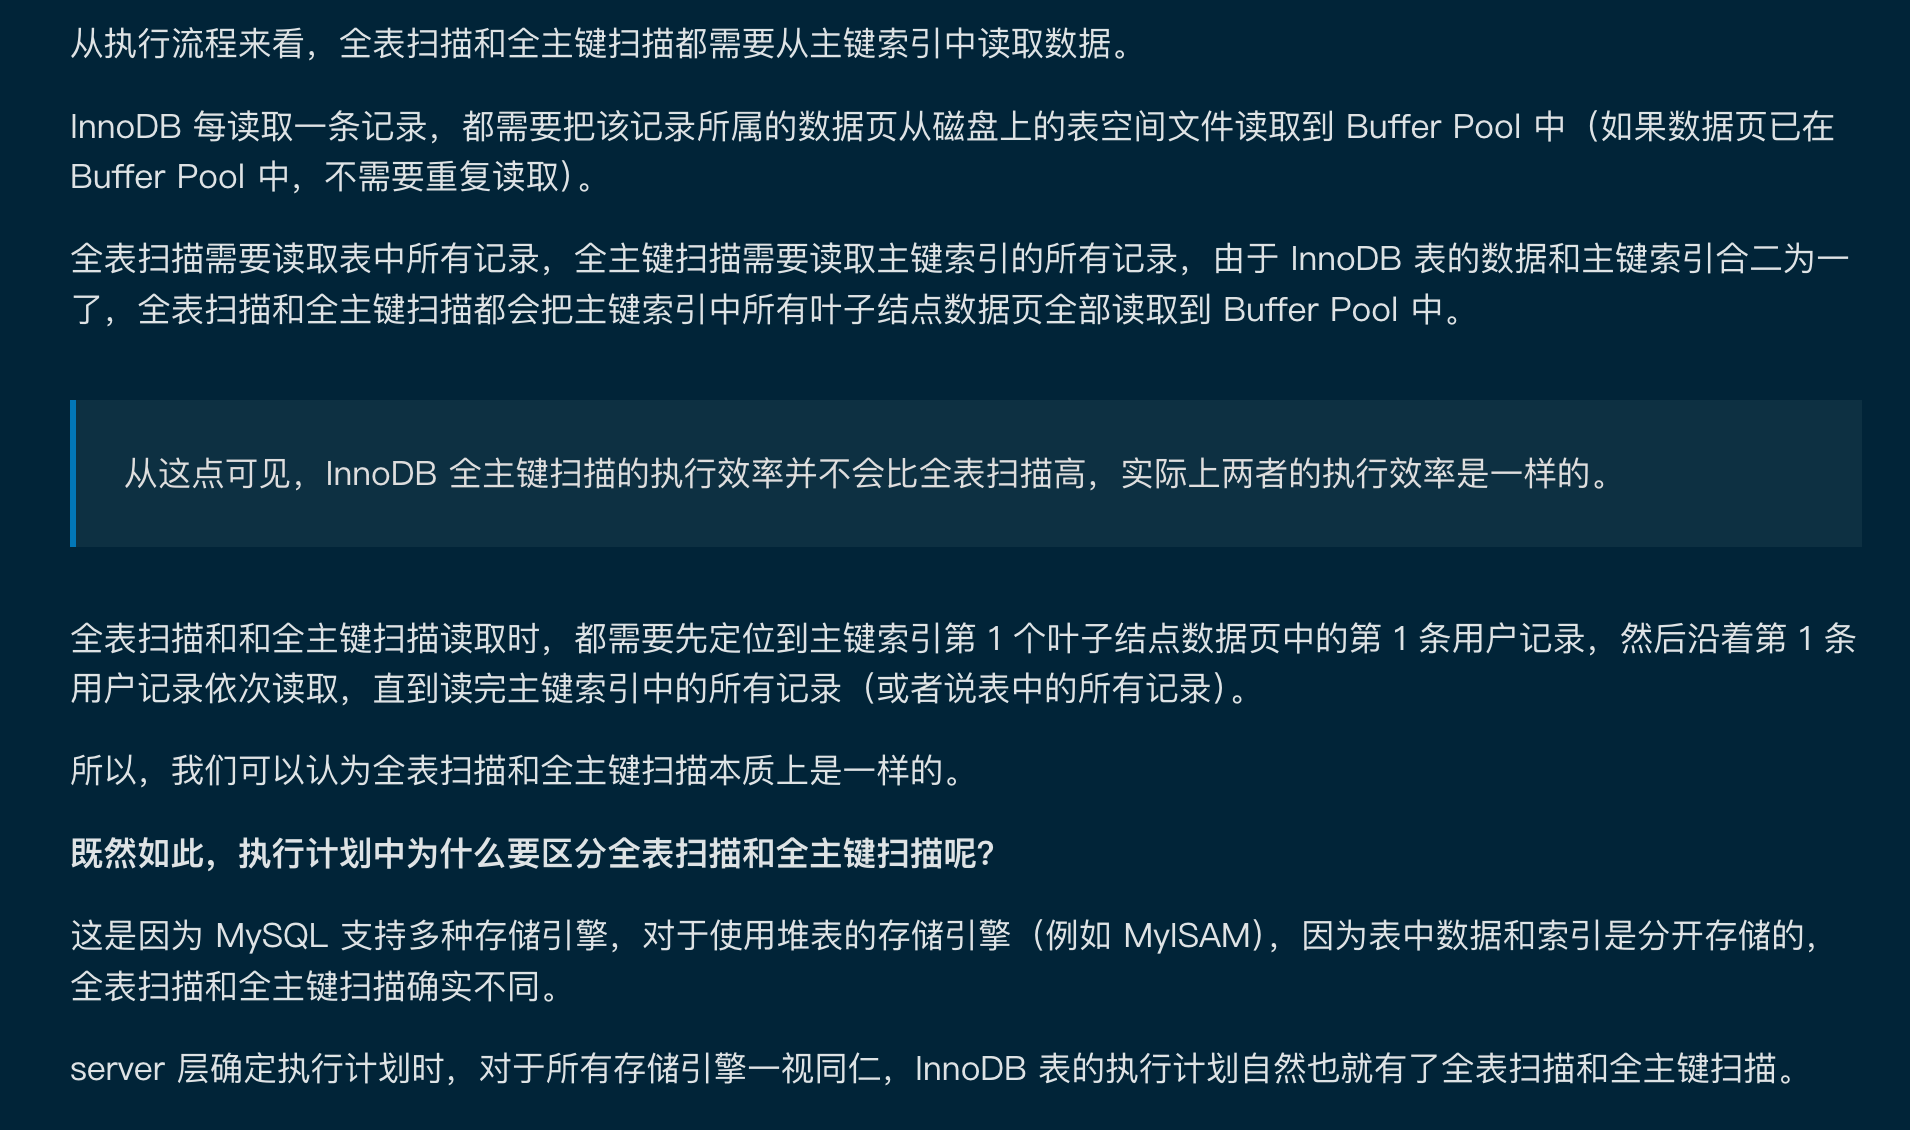 从执行流程来看，全表扫描和全主键扫描都需要从主键索引中读取数据。
InnoDB 每读取一条记录，都需要把该记录所属的数据页从磁盘上的表空间文件读取到 Buffer Pool 中（如果数据页已在
Buffer Pool 中，不需要重复读取）。
全表扫描需要读取表中所有记录，全主键扫描需要读取主键索引的所有记录，由于 InnoDB 表的数据和主键索引合二为一
了，全表扫描和全主键扫描都会把主键索引中所有叶子结点数据页全部读取到 Buffer Pool 中。
从这点可见，InnoDB 全主键扫描的执行效率并不会比全表扫描高，实际上两者的执行效率是一样的。
全表扫描和和全主键扫描读取时，都需要先定位到主键索引第 1 个叶子结点数据页中的第 1 条用户记录，然后沿着第 1 条
用户记录依次读取，直到读完主键索引中的所有记录（或者说表中的所有记录）。
所以，我们可以认为全表扫描和全主键扫描本质上是一样的。
既然如此，执行计划中为什么要区分全表扫描和全主键扫描呢？
这是因为 MySQL 支持多种存储引擎，对于使用堆表的存储引擎（例如 MyISAM），因为表中数据和索引是分开存储的，
全表扫描和全主键扫描确实不同。
server 层确定执行计划时，对于所有存储引擎一视同仁，InnoDB 表的执行计划自然也就有了全表扫描和全主键扫描。